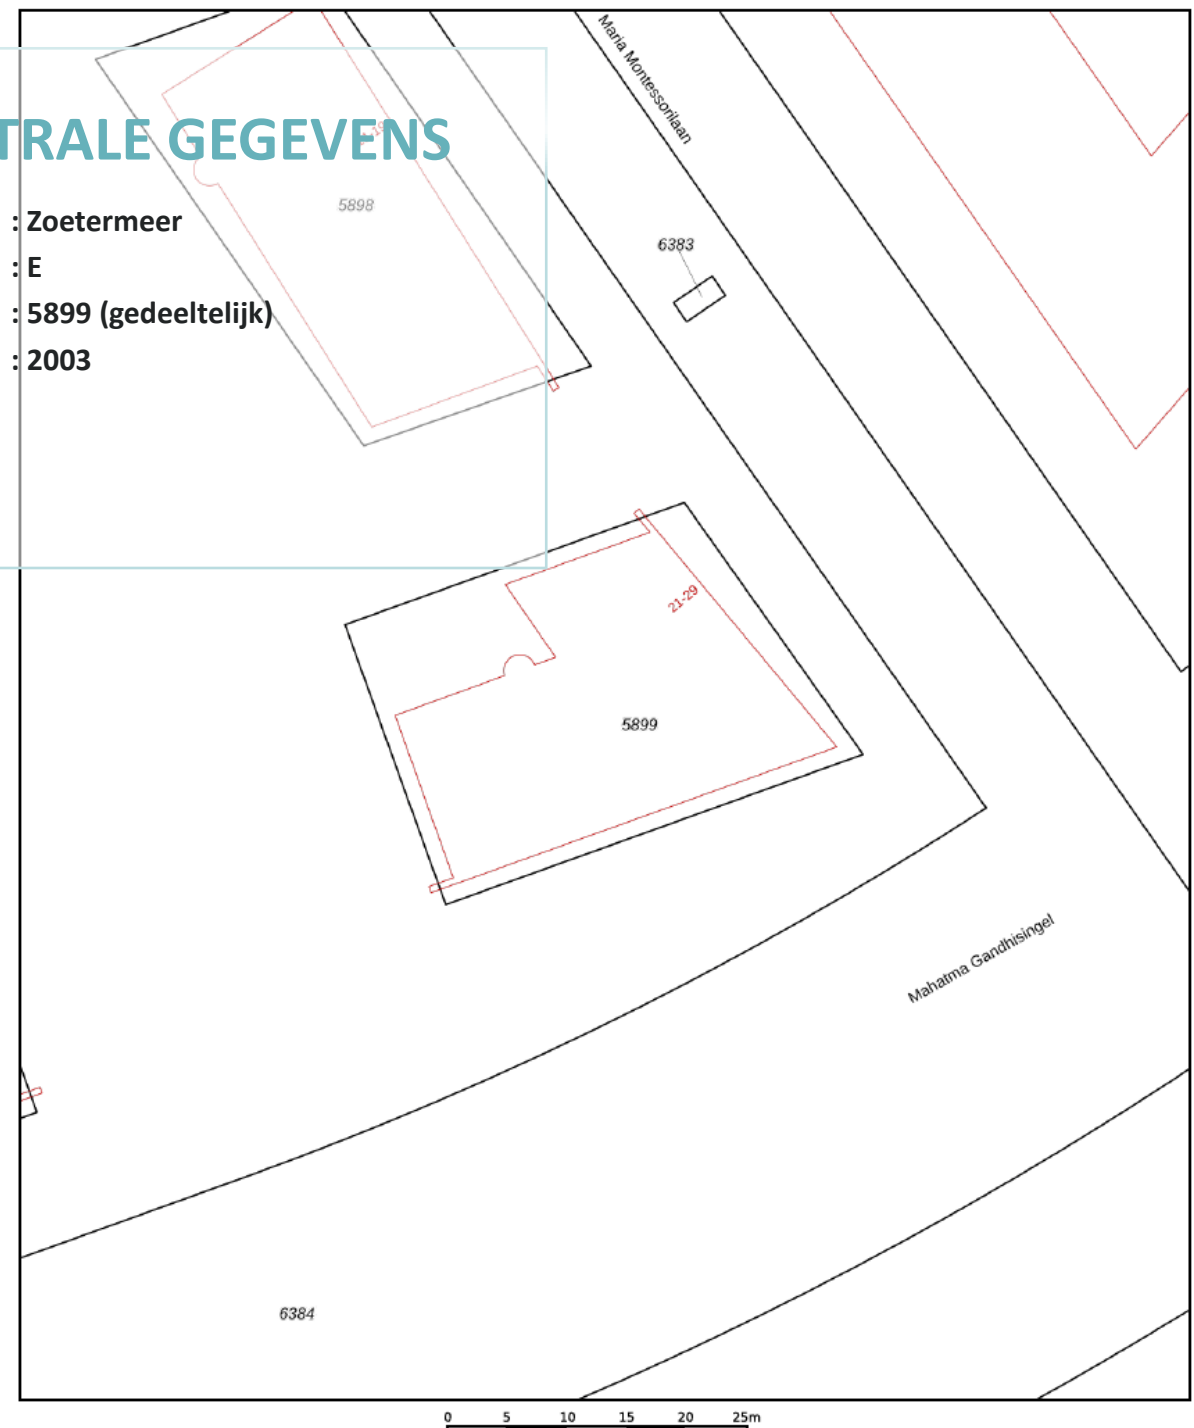 Maria Montessorilaan
TRALE GEGEVENS
5898
: Zoetermeer
6383
: E
: 5899 (gedeeltelijk)
: 2003
21-29
5899
Mahatma Gandhisingel
6384
0 5 10 15 20 25m